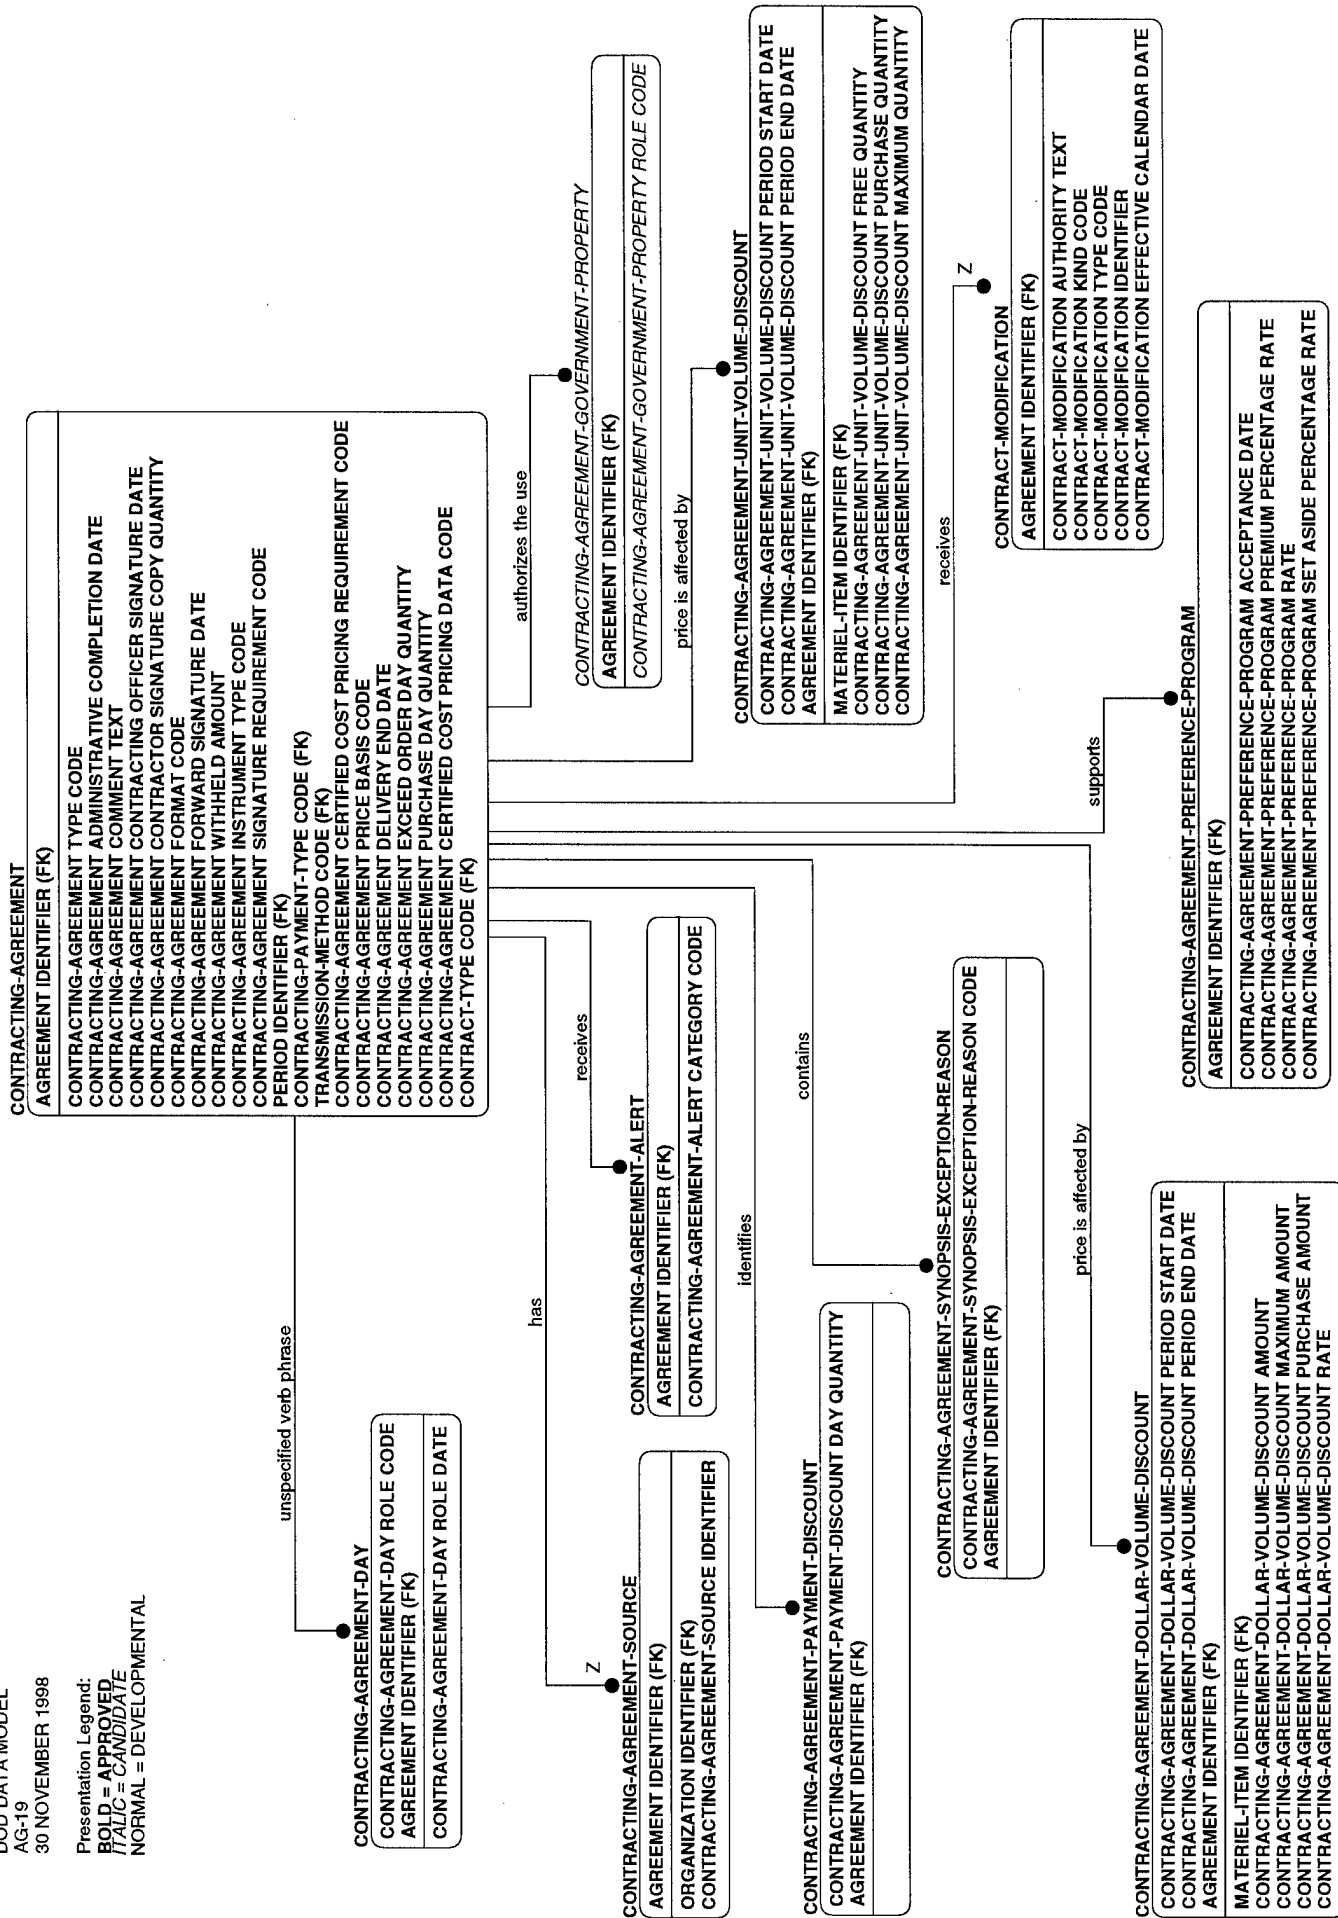 DOD DATA MODEL
AG-19
30 NOVEMBER 1998
Presentation Legend:
BOLD = APPROVED
ITALIC = CANDIDATE
NORMAL = DEVELOPMENTAL
CONTRACTING-AGREEMENT
AGREEMENT IDENTIFIER (FK)
CONTRACTING-AGREEMENT TYPE CODE
CONTRACTING-AGREEMENT ADMINISTRATIVE COMPLETION DATE
CONTRACTING-AGREEMENT COMMENT TEXT
CONTRACTING-AGREEMENT CONTRACTING OFFICER SIGNATURE DATE
CONTRACTING-AGREEMENT CONTRACTOR SIGNATURE COPY QUANTITY
CONTRACTING-AGREEMENT FORMAT CODE
CONTRACTING-AGREEMENT FORWARD SIGNATURE DATE
CONTRACTING-AGREEMENT WITHHELD AMOUNT
CONTRACTING-AGREEMENT INSTRUMENT TYPE CODE
CONTRACTING-AGREEMENT SIGNATURE REQUIREMENT CODE
PERIOD IDENTIFIER (FK)
CONTRACTING-PAYMENT-TYPE CODE (FK)
TRANSMISSION-METHOD CODE (FK)
CONTRACTING-AGREEMENT CERTIFIED COST PRICING REQUIREMENT CODE
CONTRACTING-AGREEMENT PRICE BASIS CODE
CONTRACTING-AGREEMENT DELIVERY END DATE
CONTRACTING-AGREEMENT EXCEED ORDER DAY QUANTITY
CONTRACTING-AGREEMENT PURCHASE DAY QUANTITY
CONTRACTING-AGREEMENT CERTIFIED COST PRICING DATA CODE
CONTRACT-TYPE CODE (FK)
unspecified verb phrase
CONTRACTING-AGREEMENT-DAY
CONTRACTING-AGREEMENT-DAY ROLE CODE
AGREEMENT IDENTIFIER (FK)
CONTRACTING-AGREEMENT-DAY ROLE DATE
has
Z
CONTRACTING-AGREEMENT-SOURCE
AGREEMENT IDENTIFIER (FK)
ORGANIZATION IDENTIFIER (FK)
CONTRACTING-AGREEMENT-SOURCE IDENTIFIER
receives
CONTRACTING-AGREEMENT-ALERT
AGREEMENT IDENTIFIER (FK)
CONTRACTING-AGREEMENT-ALERT CATEGORY CODE
authorizes the use
CONTRACTING-AGREEMENT-GOVERNMENT-PROPERTY
AGREEMENT IDENTIFIER (FK)
CONTRACTING-AGREEMENT-GOVERNMENT-PROPERTY ROLE CODE
identifies
CONTRACTING-AGREEMENT-PAYMENT-DISCOUNT
CONTRACTING-AGREEMENT-PAYMENT-DISCOUNT DAY QUANTITY
AGREEMENT IDENTIFIER (FK)
price is affected by
CONTRACTING-AGREEMENT-UNIT-VOLUME-DISCOUNT
CONTRACTING-AGREEMENT-UNIT-VOLUME-DISCOUNT PERIOD START DATE
CONTRACTING-AGREEMENT-UNIT-VOLUME-DISCOUNT PERIOD END DATE
AGREEMENT IDENTIFIER (FK)
MATERIEL-ITEM IDENTIFIER (FK)
CONTRACTING-AGREEMENT-UNIT-VOLUME-DISCOUNT FREE QUANTITY
CONTRACTING-AGREEMENT-UNIT-VOLUME-DISCOUNT PURCHASE QUANTITY
CONTRACTING-AGREEMENT-UNIT-VOLUME-DISCOUNT MAXIMUM QUANTITY
contains
CONTRACTING-AGREEMENT-SYNOPSIS-EXCEPTION-REASON
CONTRACTING-AGREEMENT-SYNOPSIS-EXCEPTION-REASON CODE
AGREEMENT IDENTIFIER (FK)
receives
Z
CONTRACT-MODIFICATION
AGREEMENT IDENTIFIER (FK)
CONTRACT-MODIFICATION AUTHORITY TEXT
CONTRACT-MODIFICATION KIND CODE
CONTRACT-MODIFICATION TYPE CODE
CONTRACT-MODIFICATION IDENTIFIER
CONTRACT-MODIFICATION EFFECTIVE CALENDAR DATE
price is affected by
CONTRACTING-AGREEMENT-DOLLAR-VOLUME-DISCOUNT
CONTRACTING-AGREEMENT-DOLLAR-VOLUME-DISCOUNT PERIOD START DATE
CONTRACTING-AGREEMENT-DOLLAR-VOLUME-DISCOUNT PERIOD END DATE
AGREEMENT IDENTIFIER (FK)
MATERIEL-ITEM IDENTIFIER (FK)
CONTRACTING-AGREEMENT-DOLLAR-VOLUME-DISCOUNT AMOUNT
CONTRACTING-AGREEMENT-DOLLAR-VOLUME-DISCOUNT MAXIMUM AMOUNT
CONTRACTING-AGREEMENT-DOLLAR-VOLUME-DISCOUNT PURCHASE AMOUNT
CONTRACTING-AGREEMENT-DOLLAR-VOLUME-DISCOUNT RATE
supports
CONTRACTING-AGREEMENT-PREFERENCE-PROGRAM
AGREEMENT IDENTIFIER (FK)
CONTRACTING-AGREEMENT-PREFERENCE-PROGRAM ACCEPTANCE DATE
CONTRACTING-AGREEMENT-PREFERENCE-PROGRAM PREMIUM PERCENTAGE RATE
CONTRACTING-AGREEMENT-PREFERENCE-PROGRAM RATE
CONTRACTING-AGREEMENT-PREFERENCE-PROGRAM SET ASIDE PERCENTAGE RATE